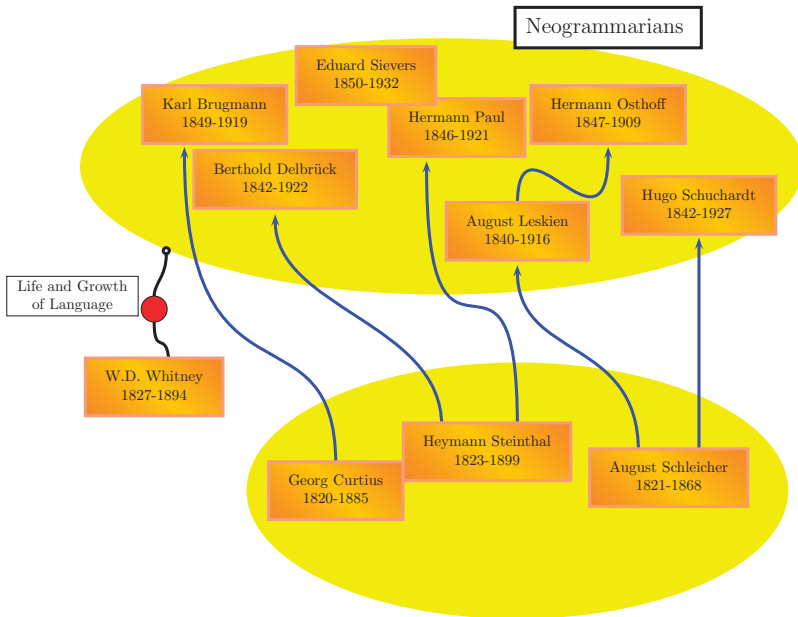 Neogrammarians
Eduard Sievers
1850-1932
Karl Brugmann
1849-1919
Hermann Paul
1846-1921
Hermann Osthoff
1847-1909
Berthold Delbrück
1842-1922
Hugo Schuchardt
1842-1927
August Leskien
1840-1916
Life and Growth
of Language
W.D. Whitney
1827-1894
Heymann Steinthal
1823-1899
Georg Curtius
1820-1885
August Schleicher
1821-1868